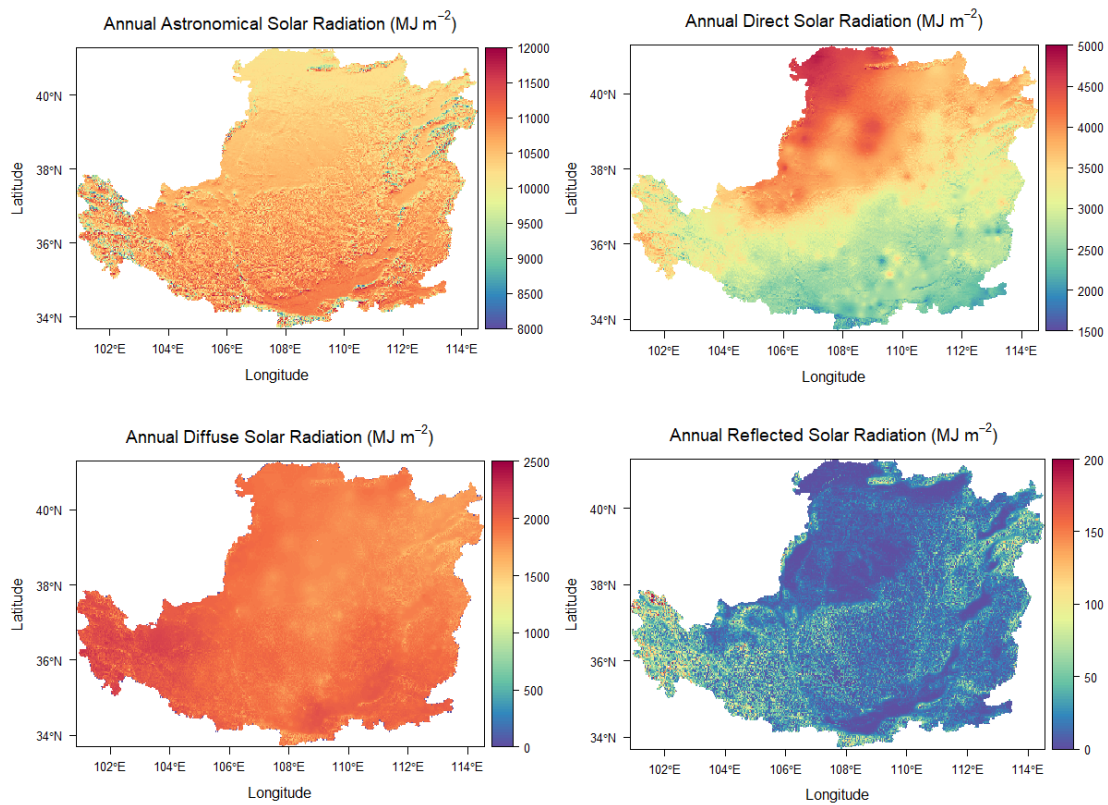 Annual Astronomical Solar Radiation (MJ m⁻²)
Latitude
40°N
38°N
36°N
34°N
102°E 104°E 106°E 108°E 110°E 112°E 114°E
Longitude
12000
11500
11000
10500
10000
9500
9000
8500
8000
Annual Direct Solar Radiation (MJ m⁻²)
Latitude
40°N
38°N
36°N
34°N
102°E 104°E 106°E 108°E 110°E 112°E 114°E
Longitude
5000
4500
4000
3500
3000
2500
2000
1500
Annual Diffuse Solar Radiation (MJ m⁻²)
Latitude
40°N
38°N
36°N
34°N
102°E 104°E 106°E 108°E 110°E 112°E 114°E
Longitude
2500
2000
1500
1000
500
0
Annual Reflected Solar Radiation (MJ m⁻²)
Latitude
40°N
38°N
36°N
34°N
102°E 104°E 106°E 108°E 110°E 112°E 114°E
Longitude
200
150
100
50
0